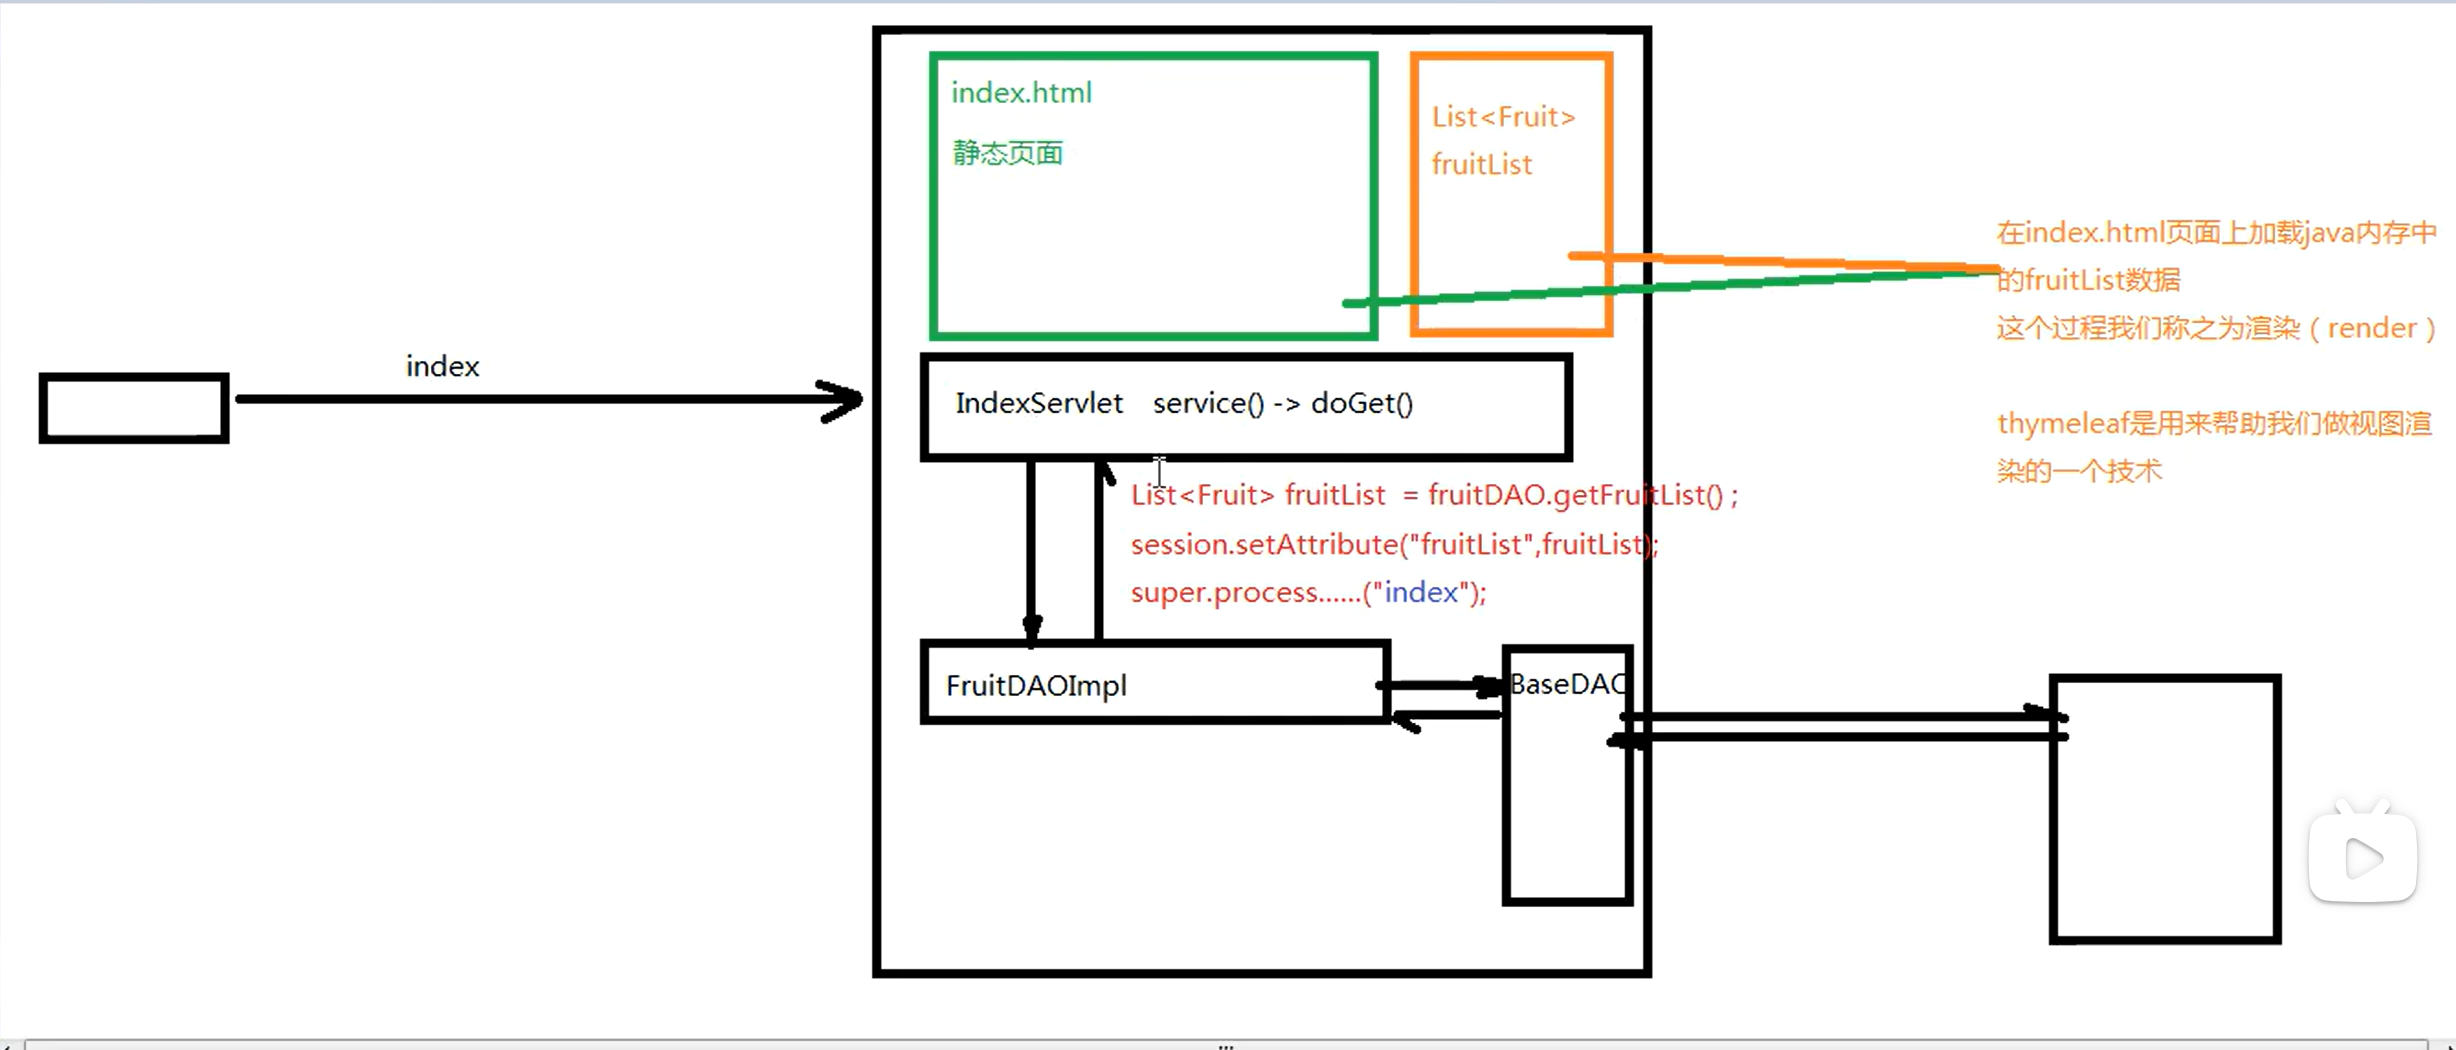 index.html
静态页面
List<Fruit>
fruitList
在index.html页面上加载java内存中
的fruitList数据
这个过程我们称之为渲染（render）
thymeleaf是用来帮助我们做视图渲
染的一个技术
index
IndexServlet service() -> doGet()
List<Fruit> fruitList = fruitDAO.getFruitList() ;
session.setAttribute("fruitList",fruitList);
super.process......("index");
FruitDAOImpl
BaseDAO